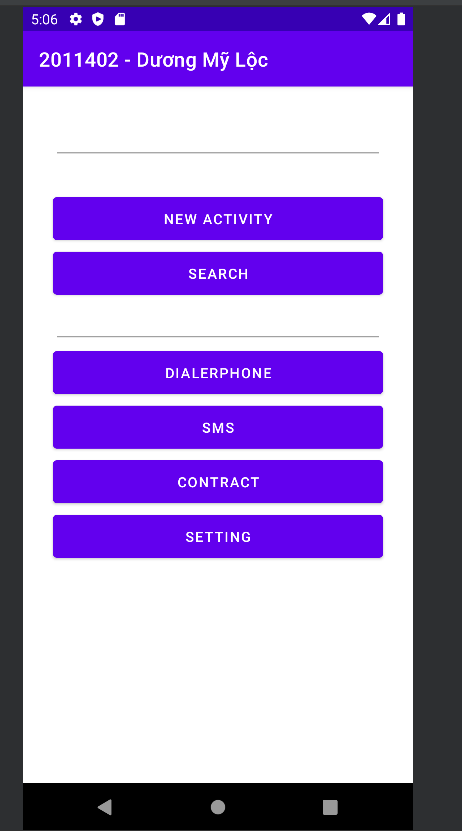 5:06
2011402 - Dương Mỹ Lộc
NEW ACTIVITY
SEARCH
DIALERPHONE
SMS
CONTRACT
SETTING